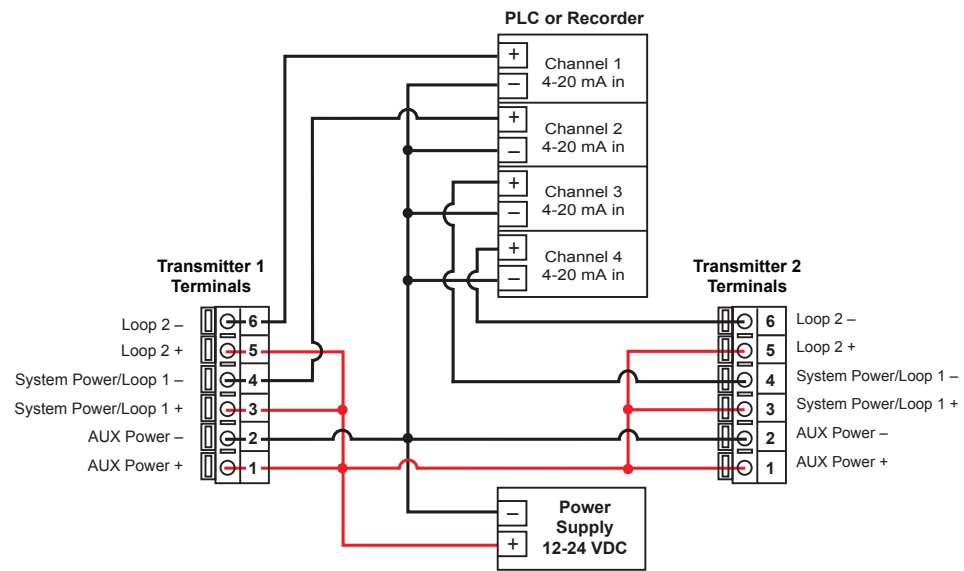 PLC or Recorder
+
Channel 1
4-20 mA in
–
+
Channel 2
4-20 mA in
–
+
Channel 3
4-20 mA in
–
+
Channel 4
4-20 mA in
–
Transmitter 1
Terminals
Loop 2 –
6
Loop 2 +
5
System Power/Loop 1 –
4
System Power/Loop 1 +
3
AUX Power –
2
AUX Power +
1
Transmitter 2
Terminals
6
Loop 2 –
5
Loop 2 +
4
System Power/Loop 1 –
3
System Power/Loop 1 +
2
AUX Power –
1
AUX Power +
–
+
Power
Supply
12-24 VDC